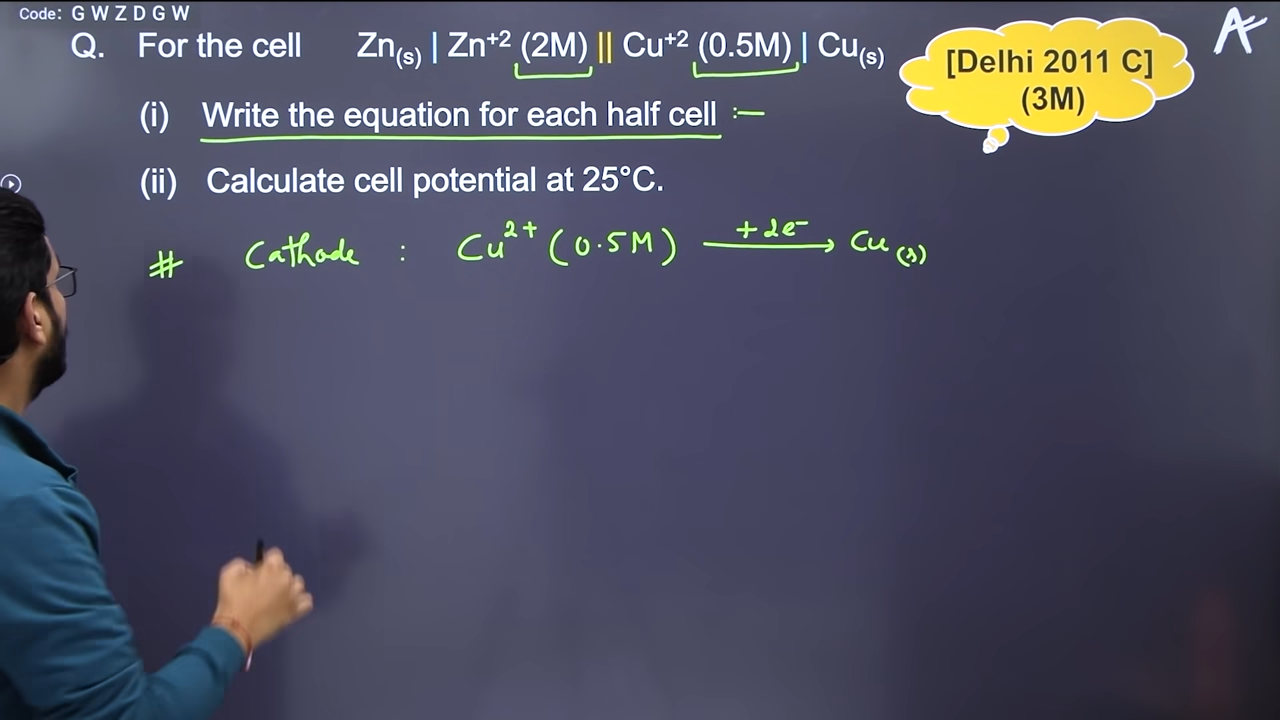 Code: G W Z D G W
Q. For the cell Zn(s) | Zn+2 (2M) || Cu+2 (0.5M) | Cu(s)
[Delhi 2011 C]
(3M)
(i) Write the equation for each half cell :-
(ii) Calculate cell potential at 25°C.
# Cathode : Cu2+ (0.5M) +2e- → Cu(s)